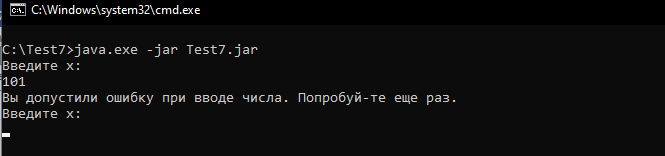 C:\Windows\system32\cmd.exe
C:\Test7>java.exe -jar Test7.jar
Введите x:
101
Вы допустили ошибку при вводе числа. Попробуй-те еще раз.
Введите x: